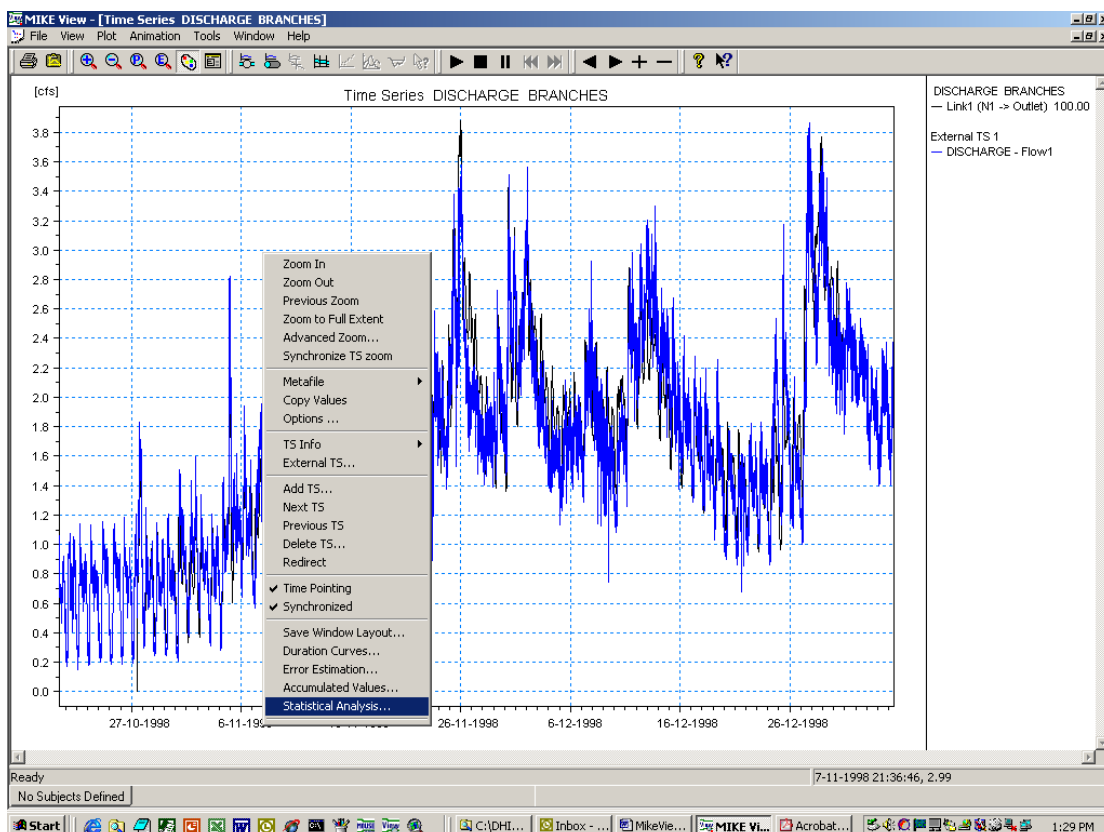 MIKE View - [Time Series DISCHARGE BRANCHES]
File View Plot Animation Tools Window Help
[cfs]
Time Series DISCHARGE BRANCHES
DISCHARGE BRANCHES
Link1 (N1 -> Outlet) 100.00
External TS 1
DISCHARGE - Flow1
3.8
3.6
3.4
3.2
3.0
2.8
2.6
2.4
2.2
2.0
1.8
1.6
1.4
1.2
1.0
0.8
0.6
0.4
0.2
0.0
Zoom In
Zoom Out
Previous Zoom
Zoom to Full Extent
Advanced Zoom...
Synchronize TS zoom
Metafile
Copy Values
Options ...
TS Info
External TS...
Add TS...
Next TS
Previous TS
Delete TS...
Redirect
Time Pointing
Synchronized
Save Window Layout...
Duration Curves...
Error Estimation...
Accumulated Values...
Statistical Analysis...
27-10-1998 6-11-1998 26-11-1998 6-12-1998 16-12-1998 26-12-1998
Ready 7-11-1998 21:36:46, 2.99
No Subjects Defined
Start C:\DHI... Inbox - ... MikeVie... MIKE Vi... Acrobat... 1:29 PM